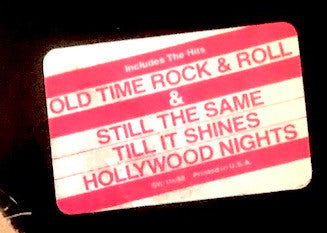 Includes The Hits
OLD TIME ROCK & ROLL
&
STILL THE SAME
TILL IT SHINES
HOLLYWOOD NIGHTS
Printed in U.S.A.